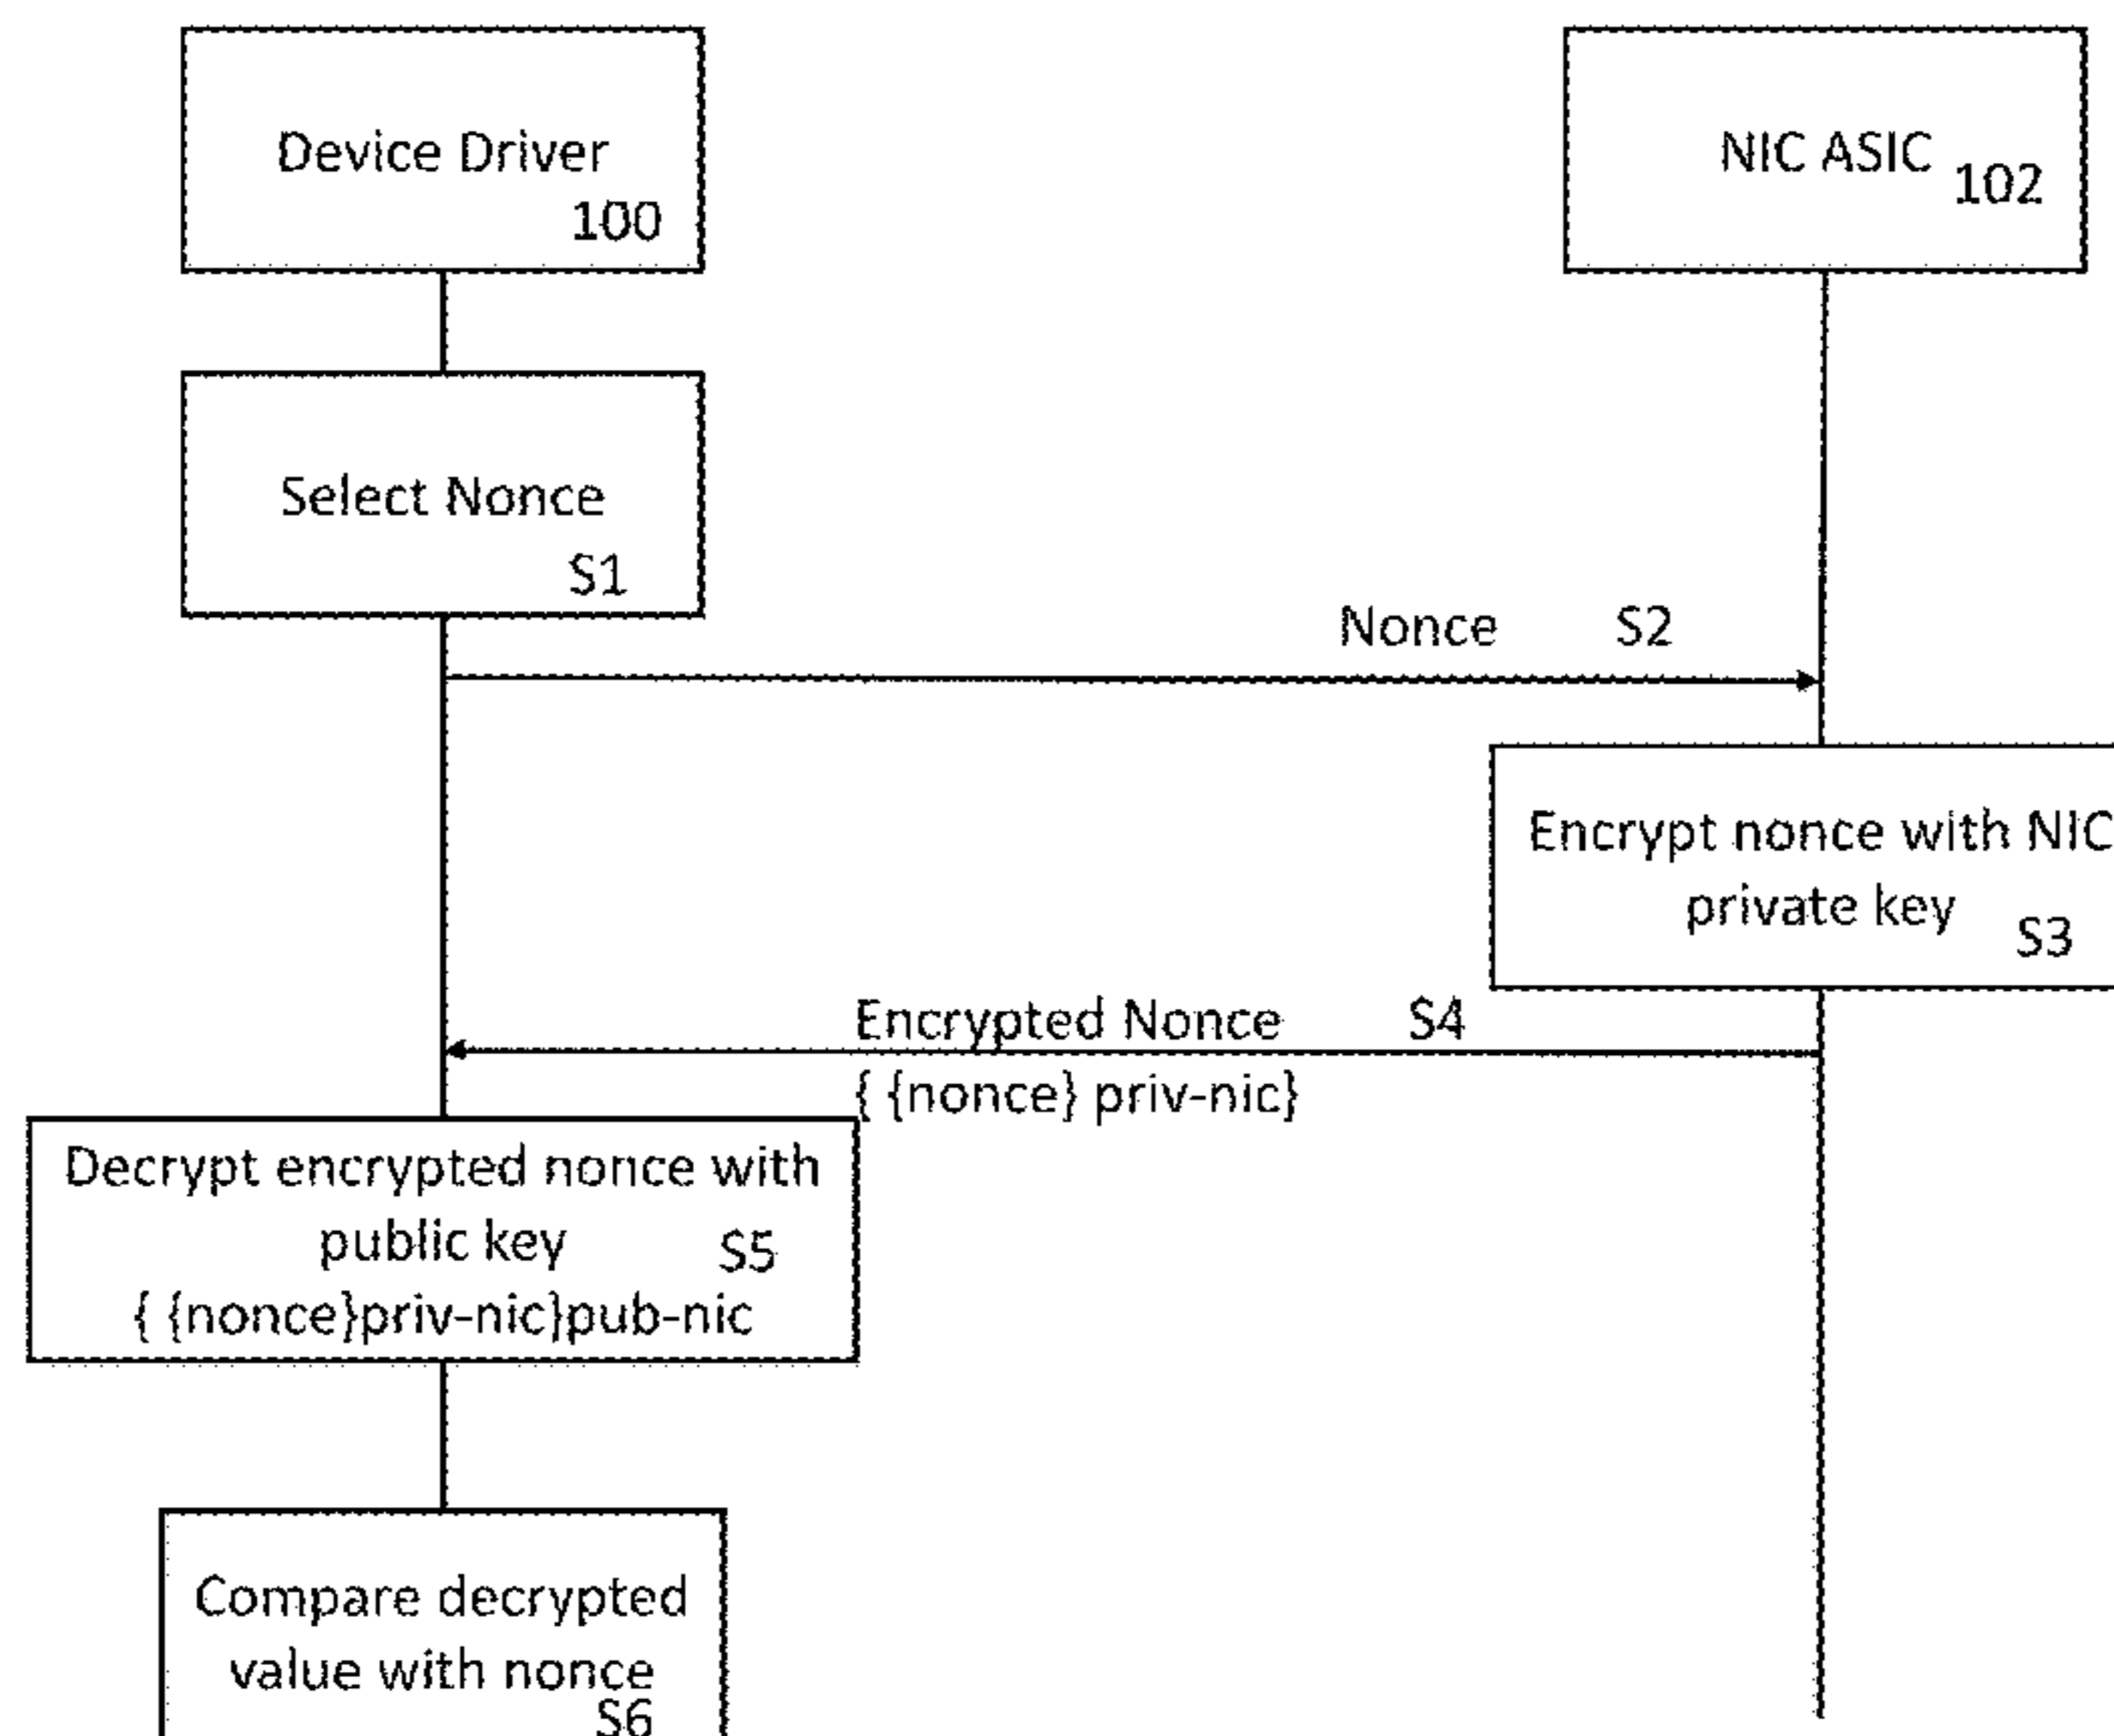 Device Driver
100
NIC ASIC
102
Select Nonce
S1
Nonce S2
Encrypt nonce with NIC
private key
S3
Encrypted Nonce S4
{ {nonce} priv-nic}
Decrypt encrypted nonce with
public key S5
{ {nonce}priv-nic}pub-nic
Compare decrypted
value with nonce
S6